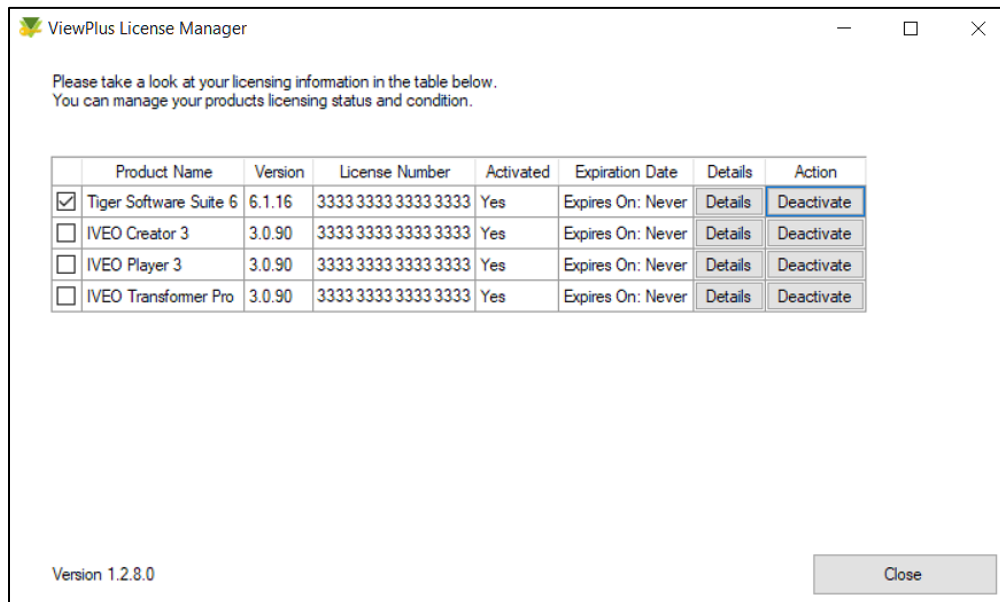 ViewPlus License Manager
Please take a look at your licensing information in the table below.
You can manage your products licensing status and condition.
Product Name Version License Number Activated Expiration Date Details Action
Tiger Software Suite 6 6.1.16 3333 3333 3333 3333 Yes Expires On: Never Details Deactivate
IVEO Creator 3 3.0.90 3333 3333 3333 3333 Yes Expires On: Never Details Deactivate
IVEO Player 3 3.0.90 3333 3333 3333 3333 Yes Expires On: Never Details Deactivate
IVEO Transformer Pro 3.0.90 3333 3333 3333 3333 Yes Expires On: Never Details Deactivate
Version 1.2.8.0 Close